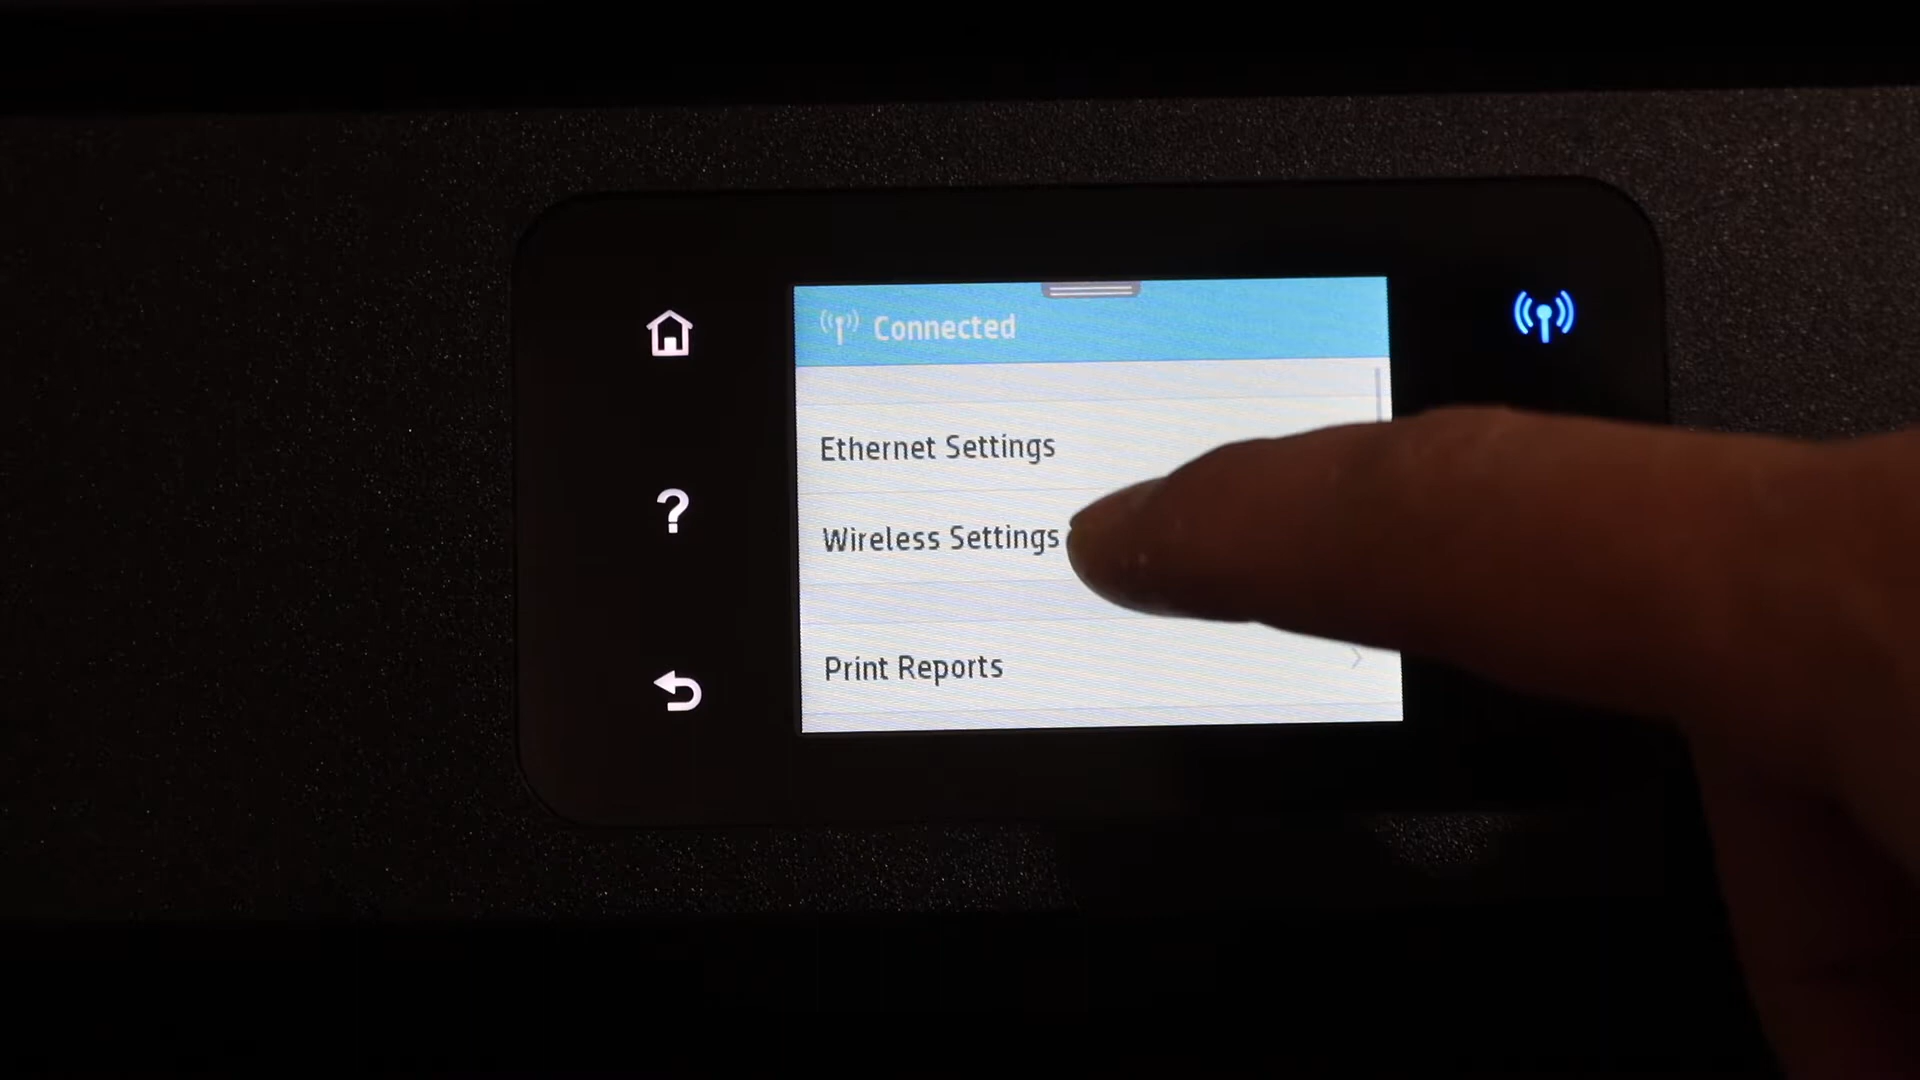 Connected
Ethernet Settings
Wireless Settings
Print Reports
?